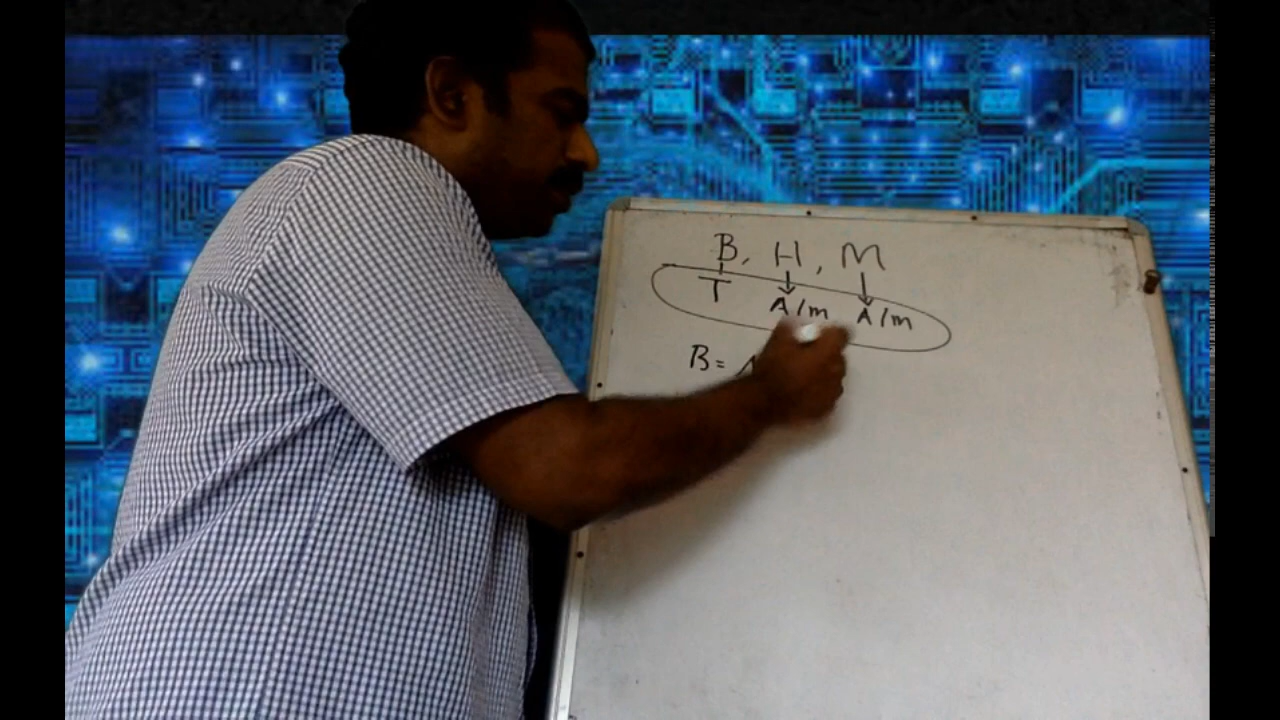 B, H, M
T A/m A/m
B =